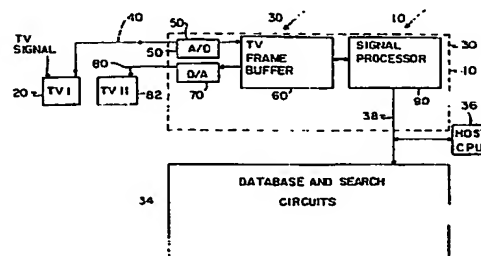 40
50
30
10
TV
SIGNAL
50
A/D
TV
FRAME
BUFFER
SIGNAL
PROCESSOR
30
10
80
D/A
20
TV I
TV II
82
70
60
90
38
36
HOST
CPU
34
DATABASE AND SEARCH
CIRCUITS